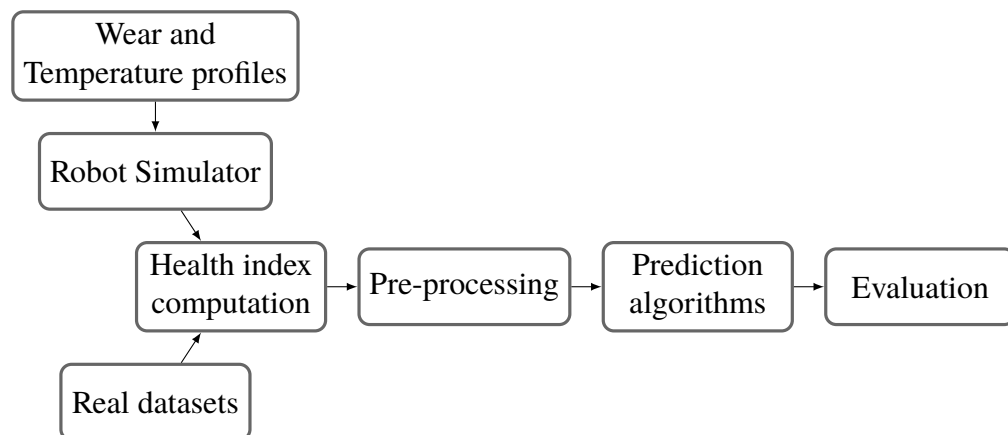 Wear and
Temperature profiles
Robot Simulator
Health index
computation
Pre-processing
Prediction
algorithms
Evaluation
Real datasets